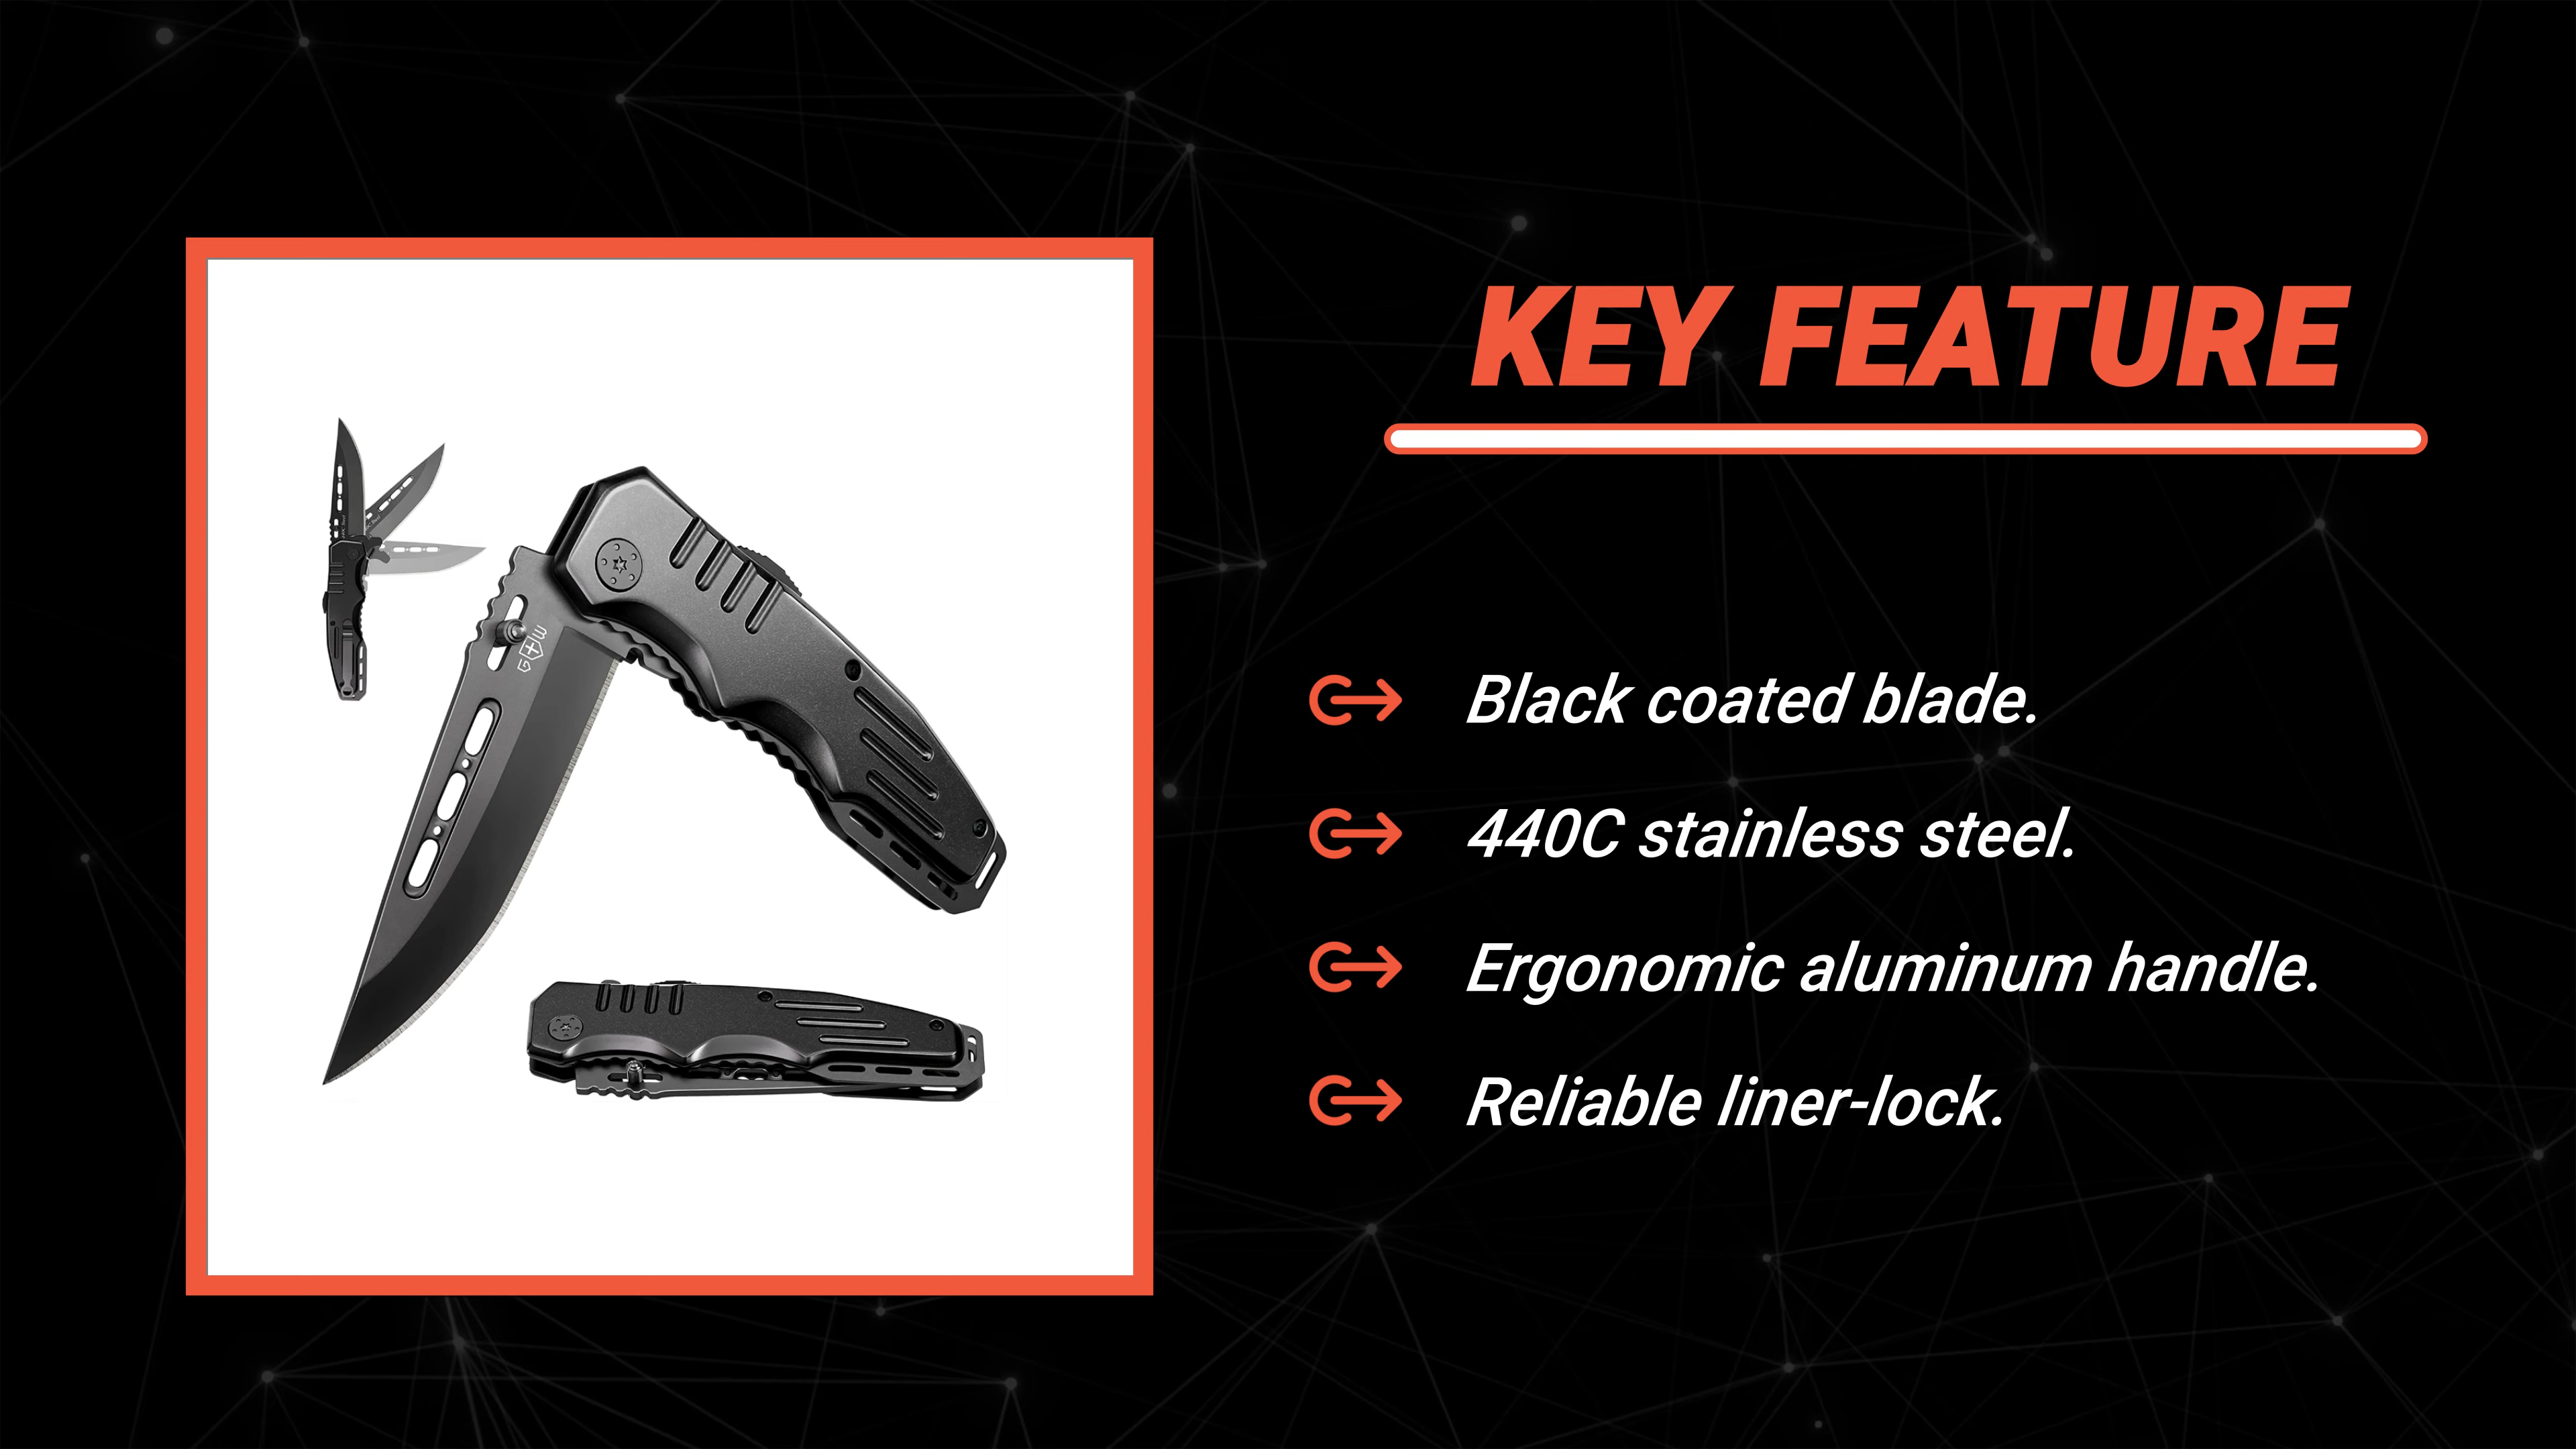 KEY FEATURE
Black coated blade.
440C stainless steel.
Ergonomic aluminum handle.
Reliable liner-lock.
G W